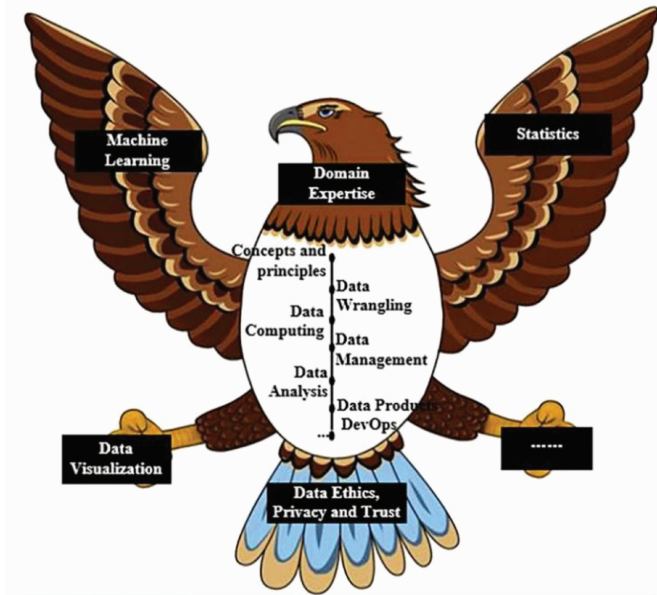 Machine
Learning
Statistics
Domain
Expertise
Concepts and
principles
Data
Wrangling
Data
Computing
Data
Management
Data
Analysis
Data Products
DevOps
...
Data
Visualization
......
Data Ethics,
Privacy and Trust